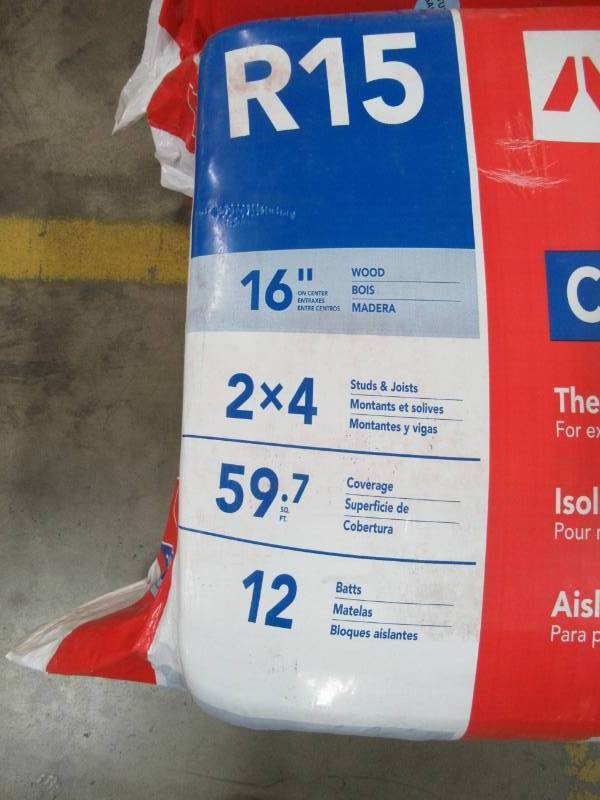 R15
16"
ON CENTER
ENTRAXES
ENTRE CENTROS
WOOD
BOIS
MADERA
2×4
Studs & Joists
Montants et solives
Montantes y vigas
59.7
SQ.
FT.
Coverage
Superficie de
Cobertura
12
Batts
Matelas
Bloques aislantes
C
The
For ex
Isol
Pour
Aisl
Para p